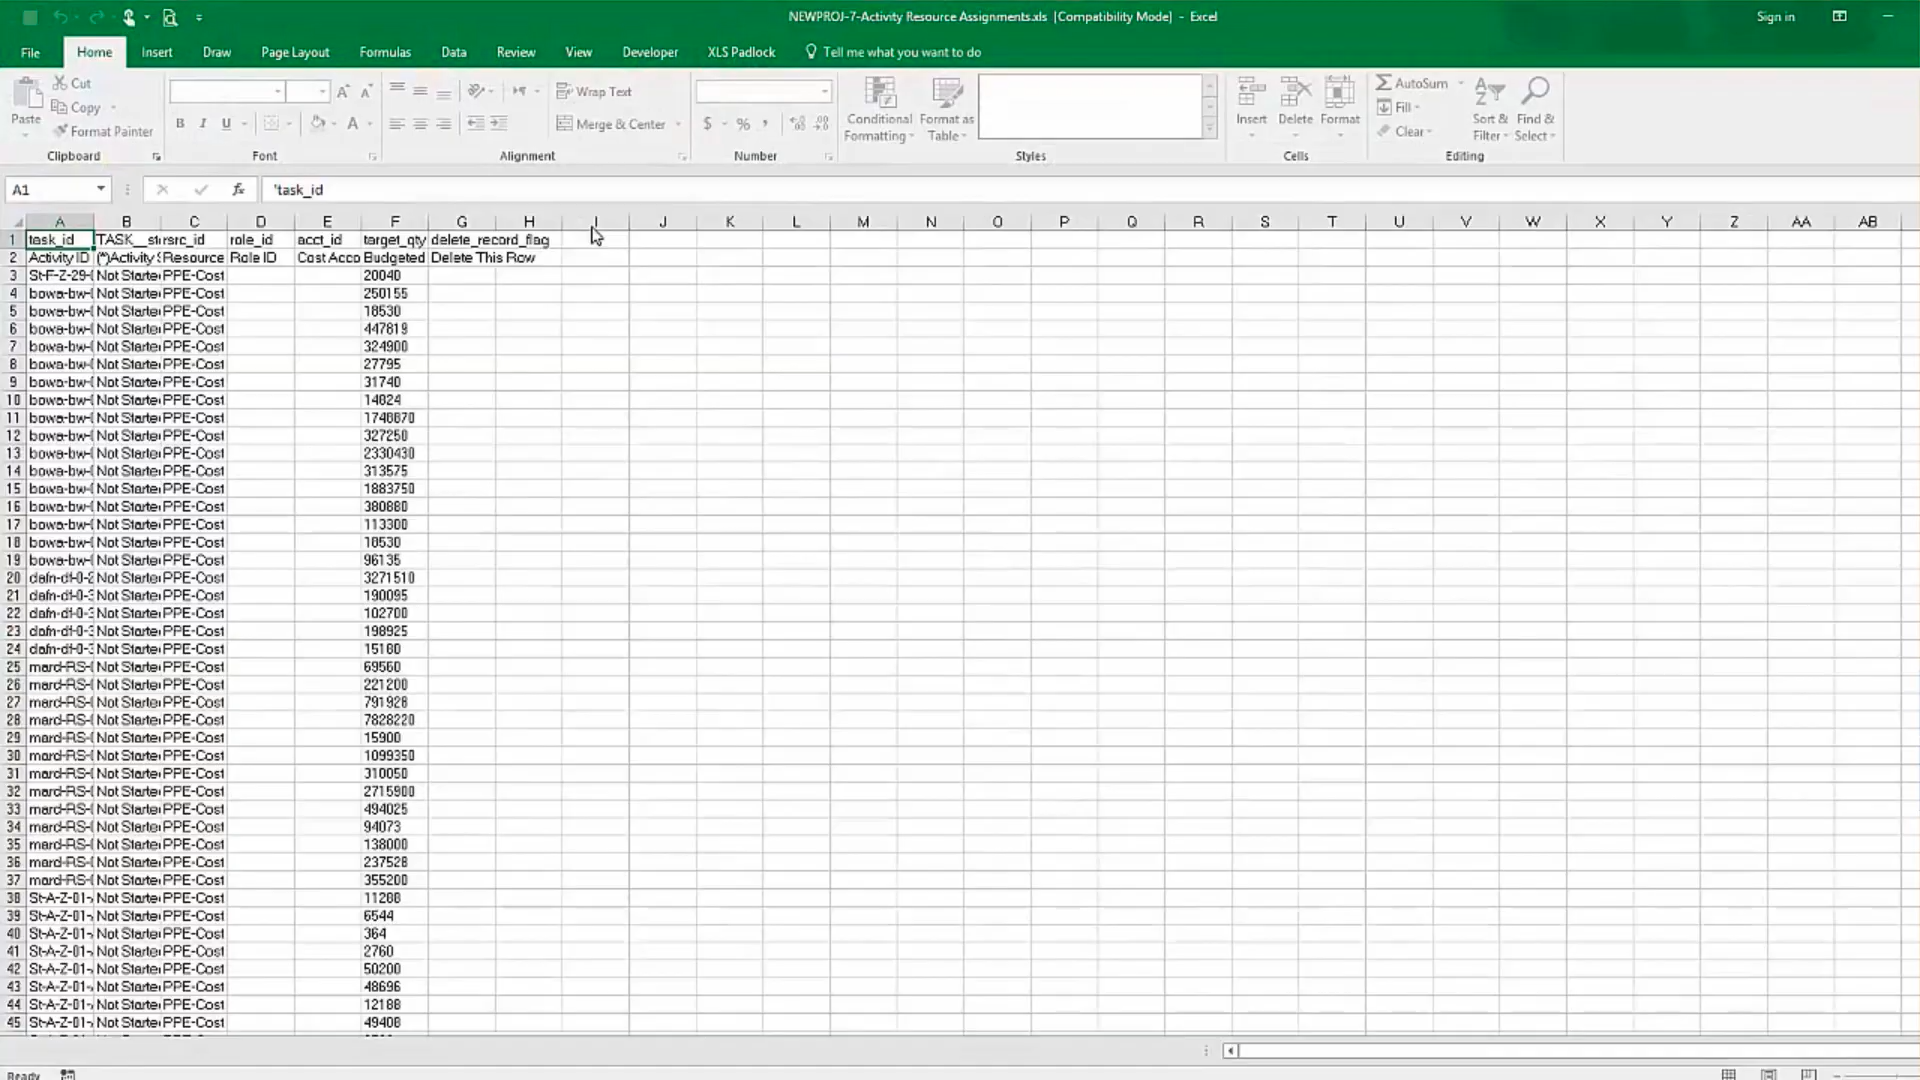 NEWPROJ-7-Activity Resource Assignments.xls [Compatibility Mode] - Excel
Sign in
File Home Insert Draw Page Layout Formulas Data Review View Developer XLS Padlock Tell me what you want to do
Cut
Copy
Format Painter
Paste
Clipboard
B I U
Font
Wrap Text
Merge & Center
Alignment
$ % ,
Number
Conditional Formatting
Format as Table
Styles
Insert Delete Format
Cells
AutoSum
Fill
Clear
Sort & Filter
Find & Select
Editing
A1 fx 'task_id
A B C D E F G H I J K L M N O P Q R S T U V W X Y Z AA AB
1 task_id TASK__st rsrc_id role_id acct_id target_qty delete_record_flag
2 Activity ID (*)Activity S Resource Role ID Cost Acco Budgeted Delete This Row
3 St-F-Z-29- Not Starte PPE-Cost 20040
4 bowa-bw- Not Starte PPE-Cost 250155
5 bowa-bw- Not Starte PPE-Cost 18530
6 bowa-bw- Not Starte PPE-Cost 447819
7 bowa-bw- Not Starte PPE-Cost 324900
8 bowa-bw- Not Starte PPE-Cost 27795
9 bowa-bw- Not Starte PPE-Cost 31740
10 bowa-bw- Not Starte PPE-Cost 14824
11 bowa-bw- Not Starte PPE-Cost 1748870
12 bowa-bw- Not Starte PPE-Cost 327250
13 bowa-bw- Not Starte PPE-Cost 2330430
14 bowa-bw- Not Starte PPE-Cost 313575
15 bowa-bw- Not Starte PPE-Cost 1883750
16 bowa-bw- Not Starte PPE-Cost 380880
17 bowa-bw- Not Starte PPE-Cost 113300
18 bowa-bw- Not Starte PPE-Cost 18530
19 bowa-bw- Not Starte PPE-Cost 96135
20 dafn-df-0-2 Not Starte PPE-Cost 3271510
21 dafn-df-0-3 Not Starte PPE-Cost 190095
22 dafn-df-0-3 Not Starte PPE-Cost 102700
23 dafn-df-0-3 Not Starte PPE-Cost 198925
24 dafn-df-0-3 Not Starte PPE-Cost 15180
25 mard-RS- Not Starte PPE-Cost 69560
26 mard-RS- Not Starte PPE-Cost 221200
27 mard-RS- Not Starte PPE-Cost 791928
28 mard-RS- Not Starte PPE-Cost 7828220
29 mard-RS- Not Starte PPE-Cost 15900
30 mard-RS- Not Starte PPE-Cost 1099350
31 mard-RS- Not Starte PPE-Cost 310050
32 mard-RS- Not Starte PPE-Cost 2715900
33 mard-RS- Not Starte PPE-Cost 494025
34 mard-RS- Not Starte PPE-Cost 94073
35 mard-RS- Not Starte PPE-Cost 138000
36 mard-RS- Not Starte PPE-Cost 237528
37 mard-RS- Not Starte PPE-Cost 355200
38 St-A-Z-01- Not Starte PPE-Cost 11288
39 St-A-Z-01- Not Starte PPE-Cost 6544
40 St-A-Z-01- Not Starte PPE-Cost 364
41 St-A-Z-01- Not Starte PPE-Cost 2760
42 St-A-Z-01- Not Starte PPE-Cost 50200
43 St-A-Z-01- Not Starte PPE-Cost 48696
44 St-A-Z-01- Not Starte PPE-Cost 12188
45 St-A-Z-01- Not Starte PPE-Cost 49408
Ready